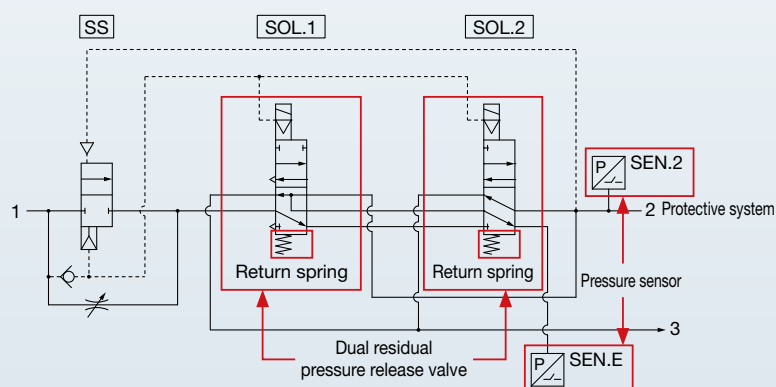 SS
SOL.1
SOL.2
P
SEN.2
1
2 Protective system
Return spring
Return spring
Pressure sensor
3
Dual residual
pressure release valve
P
SEN.E